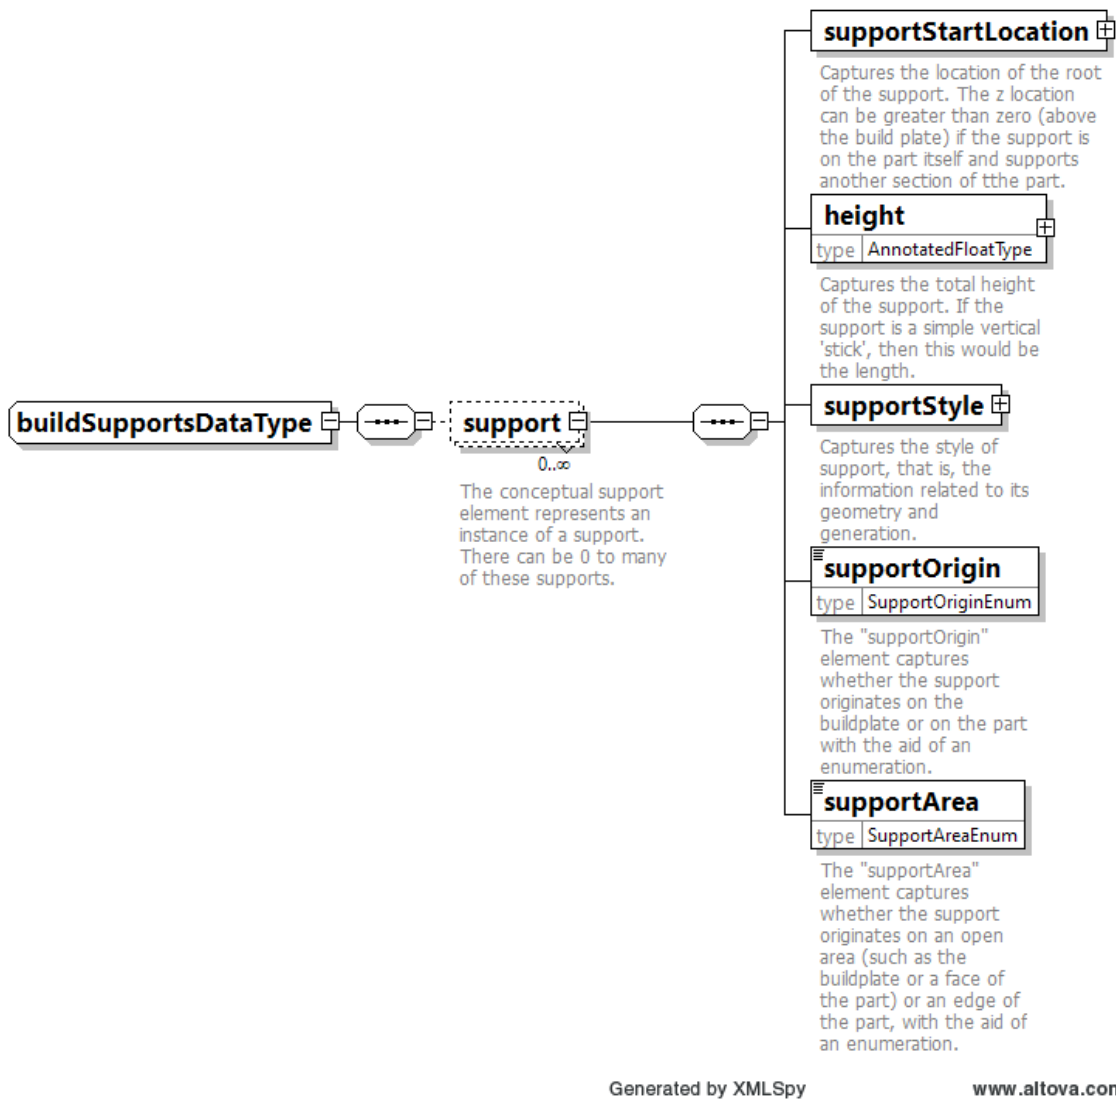 supportStartLocation
Captures the location of the root
of the support. The z location
can be greater than zero (above
the build plate) if the support is
on the part itself and supports
another section of tthe part.
height
type AnnotatedFloatType
Captures the total height
of the support. If the
support is a simple vertical
'stick', then this would be
the length.
buildSupportsDataType
support
0..∞
The conceptual support
element represents an
instance of a support.
There can be 0 to many
of these supports.
supportStyle
Captures the style of
support, that is, the
information related to its
geometry and
generation.
supportOrigin
type SupportOriginEnum
The "supportOrigin"
element captures
whether the support
originates on the
buildplate or on the part
with the aid of an
enumeration.
supportArea
type SupportAreaEnum
The "supportArea"
element captures
whether the support
originates on an open
area (such as the
buildplate or a face of
the part) or an edge of
the part, with the aid of
an enumeration.
Generated by XMLSpy
www.altova.com